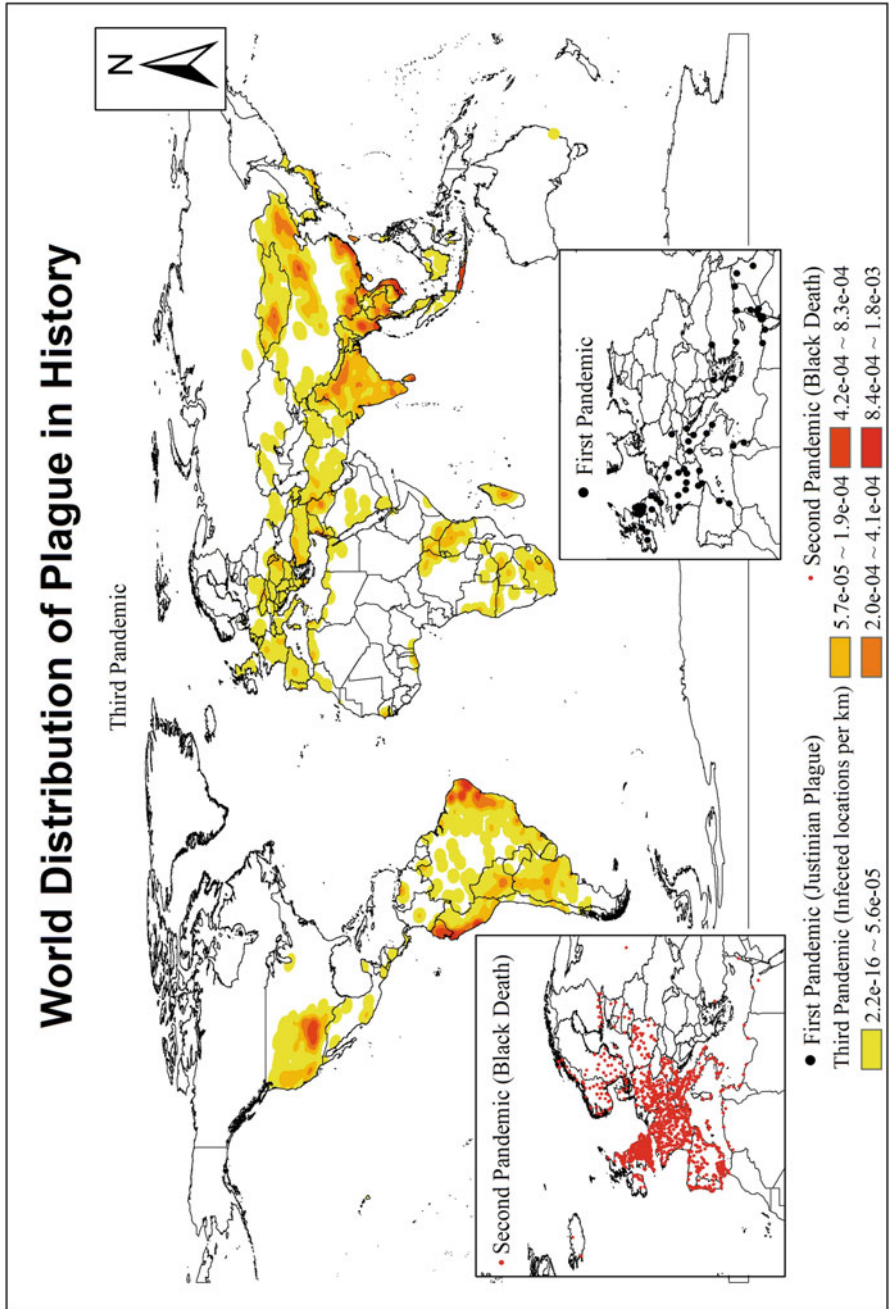 World Distribution of Plague in History
Third Pandemic
N
• Second Pandemic (Black Death)
● First Pandemic
● First Pandemic (Justinian Plague)
• Second Pandemic (Black Death)
Third Pandemic (Infected locations per km)
2.2e-16 ~ 5.6e-05
5.7e-05 ~ 1.9e-04
2.0e-04 ~ 4.1e-04
4.2e-04 ~ 8.3e-04
8.4e-04 ~ 1.8e-03